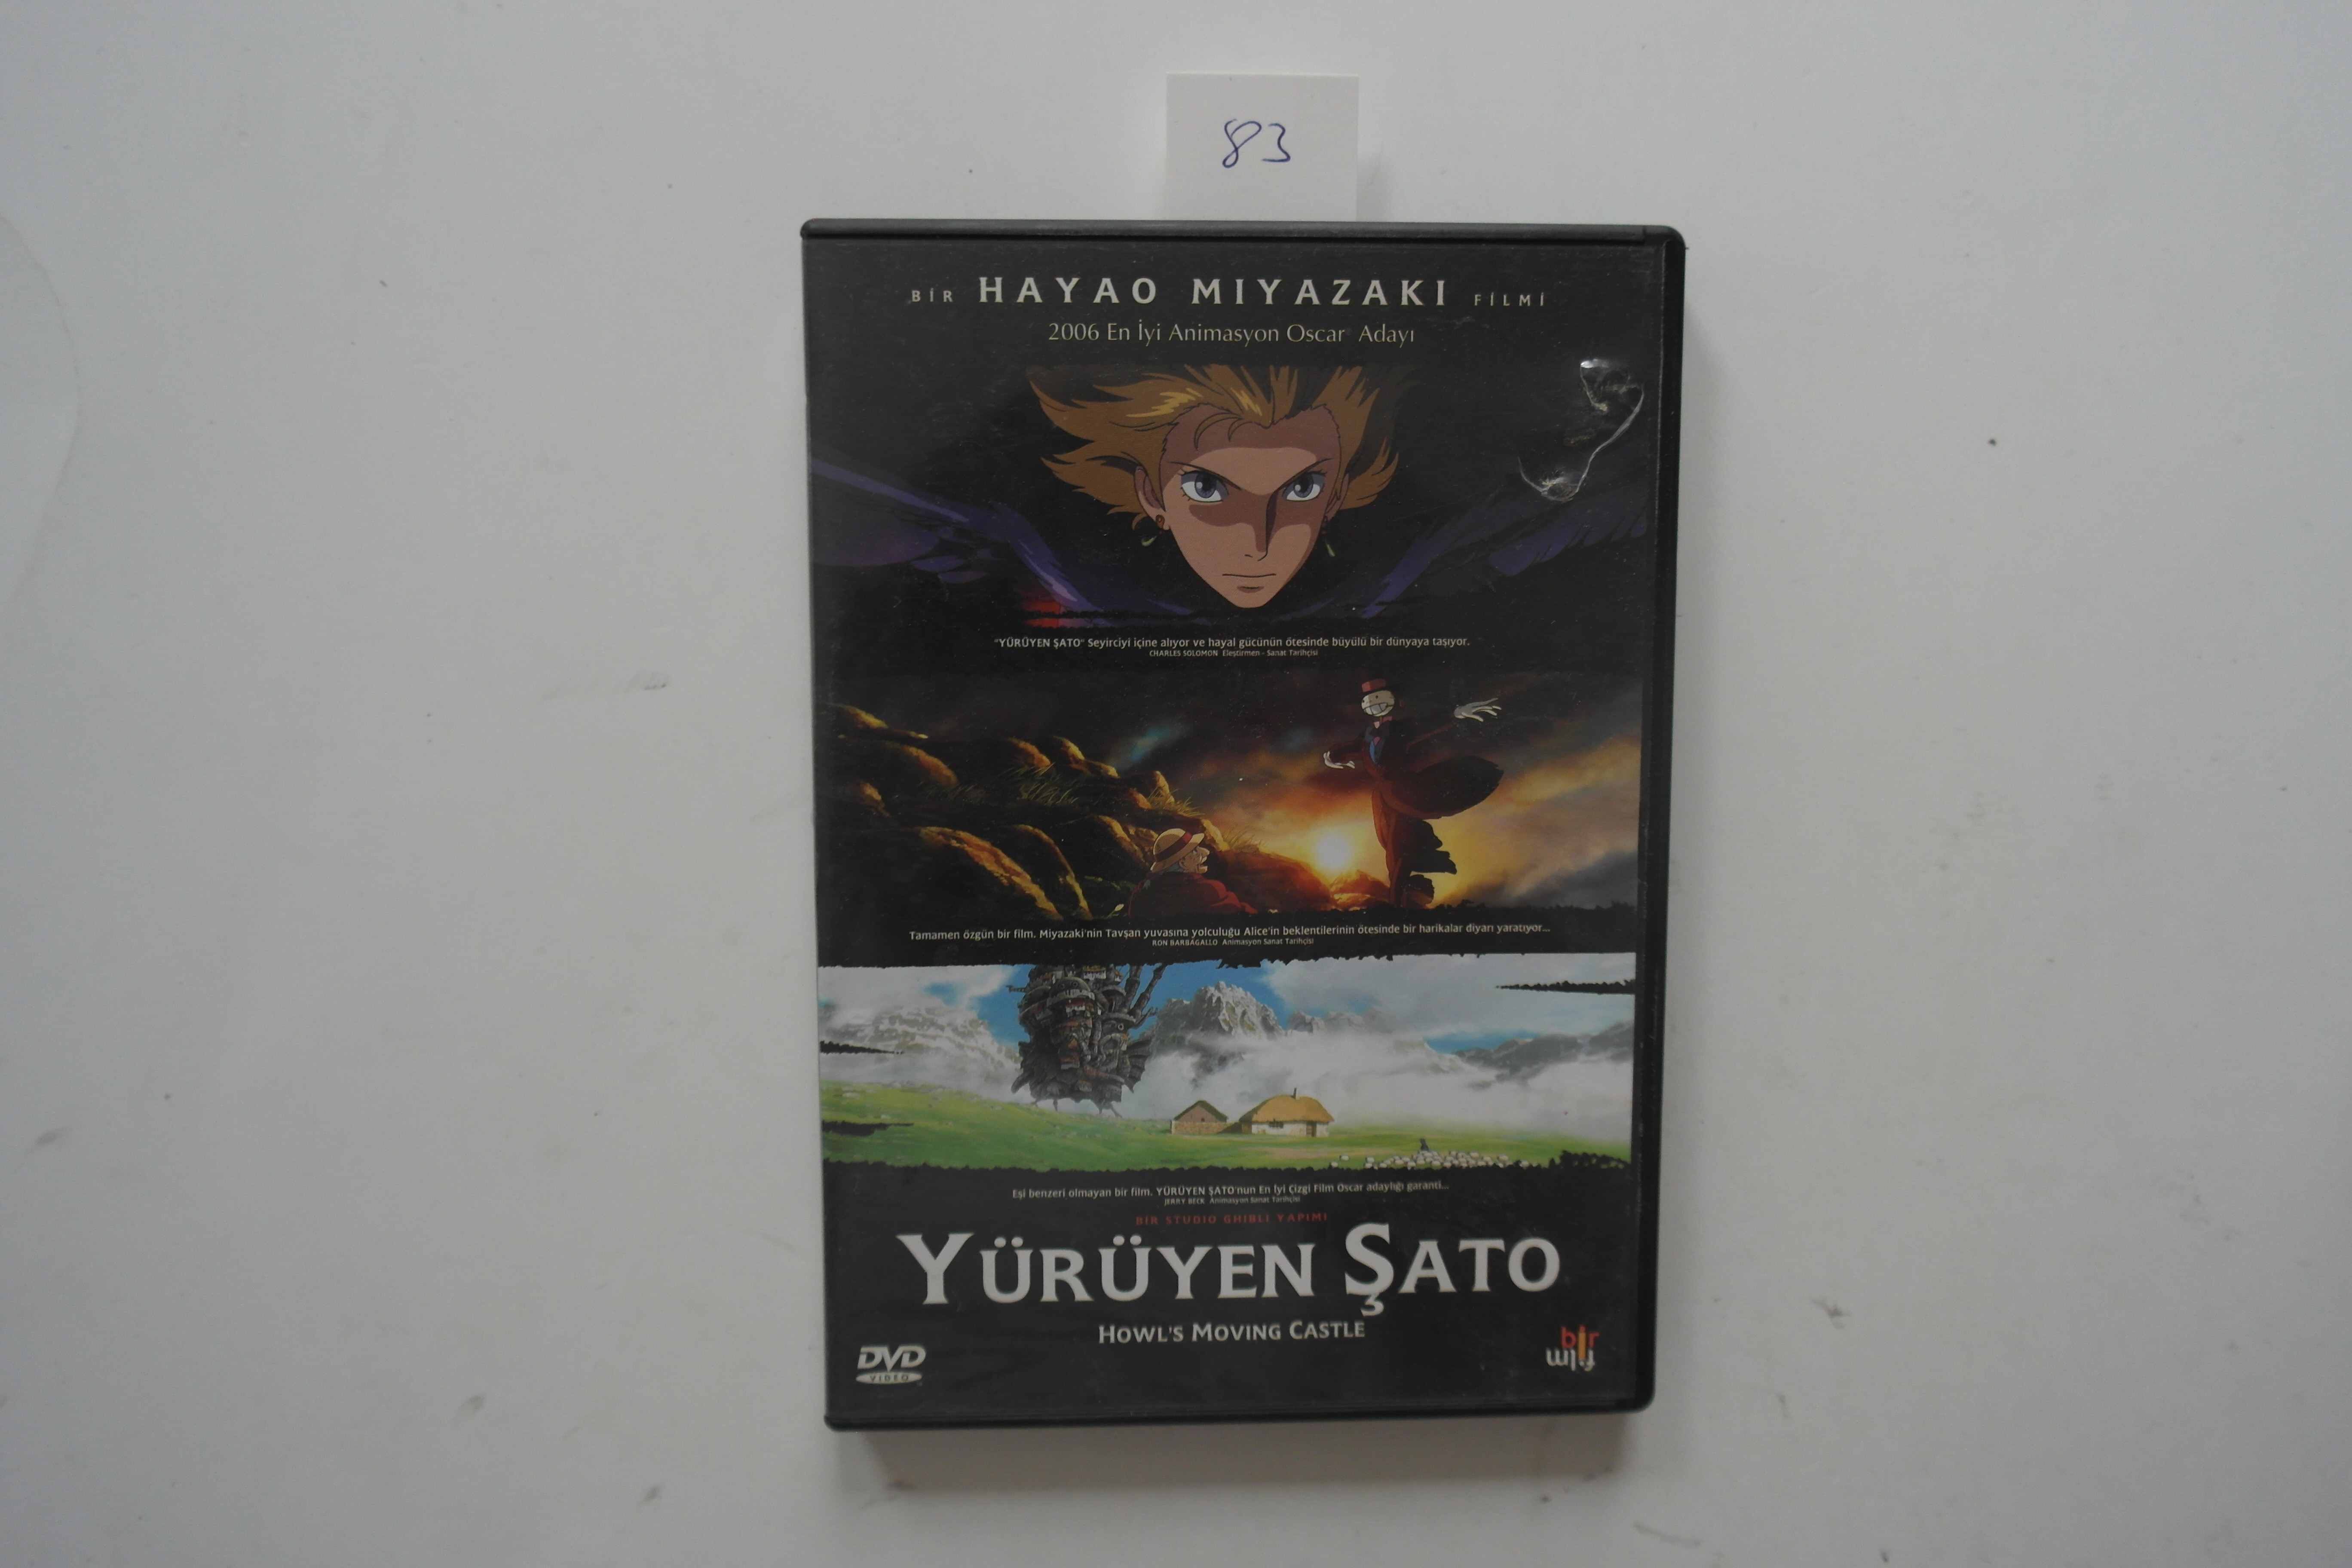 83
BİR HAYAO MIYAZAKI FİLMİ
2006 En İyi Animasyon Oscar Adayı
"YÜRÜYEN ŞATO" Seyirciyi içine alıyor ve hayal gücünün ötesinde büyülü bir dünyaya taşıyor.
CHARLES SOLOMON Eleştirmen - Sanat Tarihçisi
Tamamen özgün bir film. Miyazaki'nin Tavşan yuvasına yolculuğu Alice'in beklentilerinin ötesinde bir harikalar diyarı yaratıyor...
RON BARBAGALLO Animasyon Sanat Tarihçisi
Eşi benzeri olmayan bir film. YÜRÜYEN ŞATO'nun En İyi Çizgi Film Oscar adaylığı garanti...
JERRY BECK Animasyon Sanat Tarihçisi
BİR STUDIO GHIBLI YAPIMI
YÜRÜYEN ŞATO
HOWL'S MOVING CASTLE
DVD
VIDEO
bir
film